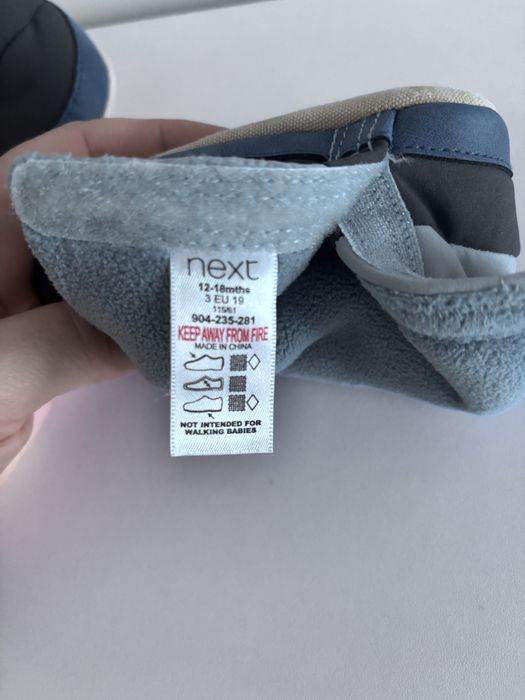 next
12-18mths
3 EU 19
115/61
904-235-281
KEEP AWAY FROM FIRE
MADE IN CHINA
NOT INTENDED FOR
WALKING BABIES